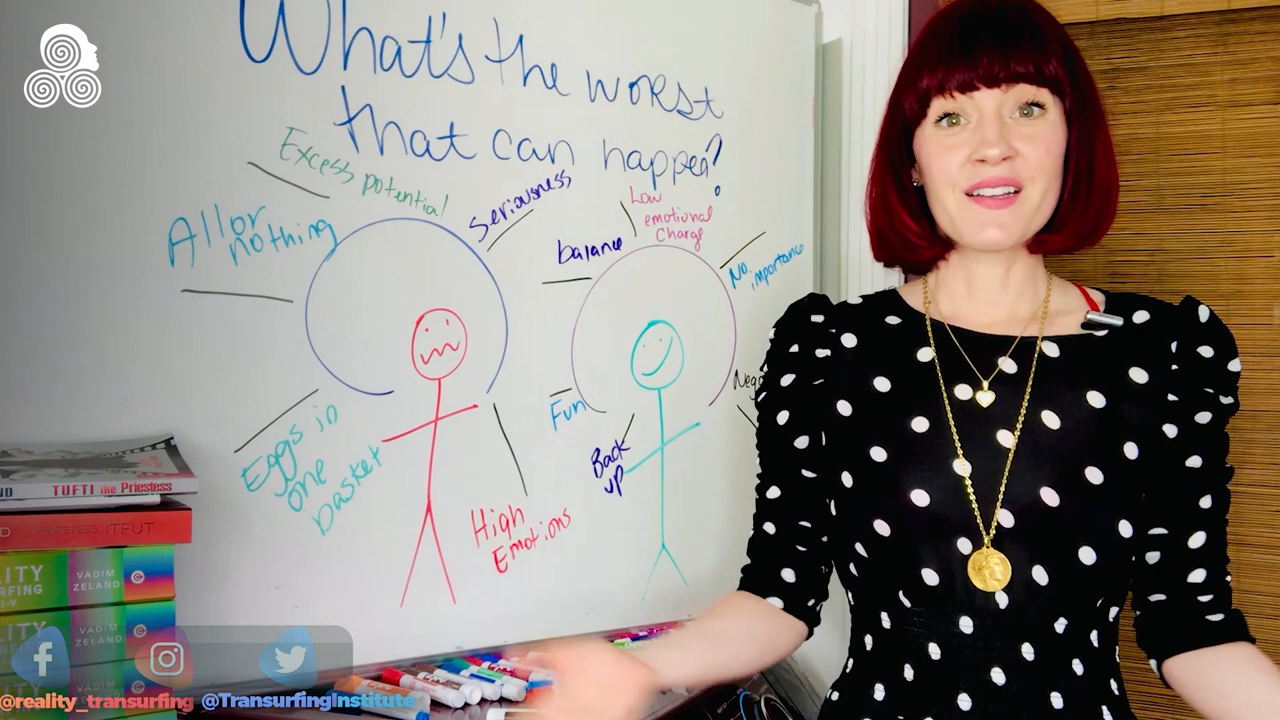 What's the worst
that can happen?
Excess potential
Seriousness
All or
nothing
Eggs in
one
basket
High
Emotions
Low
emotional
Charge
balance
No
importance
Fun
Back
up
TUFTI the Priestess
PRIESTESS ITFUT
VADIM
ZELAND
VADIM
ZELAND
@reality_transurfing @TransurfingInstitute